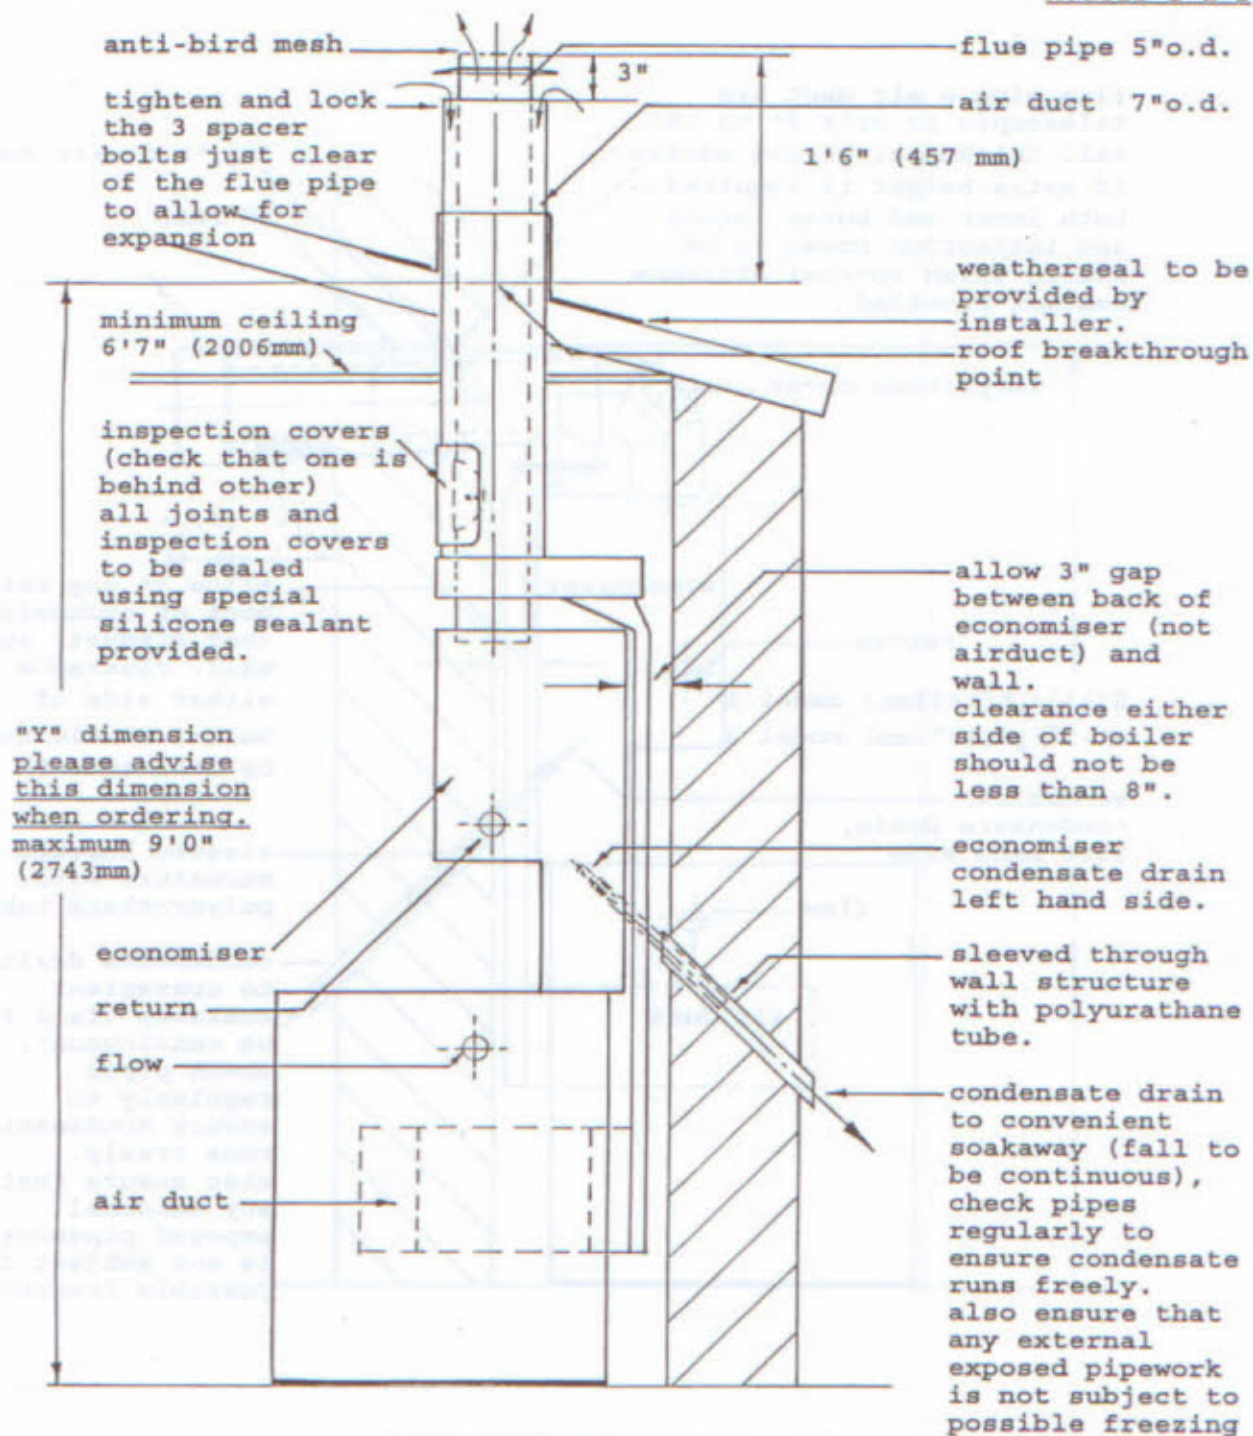 anti-bird mesh
flue pipe 5"o.d.
3"
tighten and lock
the 3 spacer
bolts just clear
of the flue pipe
to allow for
expansion
air duct 7"o.d.
1'6" (457 mm)
weatherseal to be
provided by
installer.
roof breakthrough
point
minimum ceiling
6'7" (2006mm)
inspection covers
(check that one is
behind other)
all joints and
inspection covers
to be sealed
using special
silicone sealant
provided.
allow 3" gap
between back of
economiser (not
airduct) and
wall.
clearance either
side of boiler
should not be
less than 8".
"Y" dimension
please advise
this dimension
when ordering.
maximum 9'0"
(2743mm)
economiser
condensate drain
left hand side.
economiser
return
flow
air duct
sleeved through
wall structure
with polyurathane
tube.
condensate drain
to convenient
soakaway (fall to
be continuous),
check pipes
regularly to
ensure condensate
runs freely.
also ensure that
any external
exposed pipework
is not subject to
possible freezing